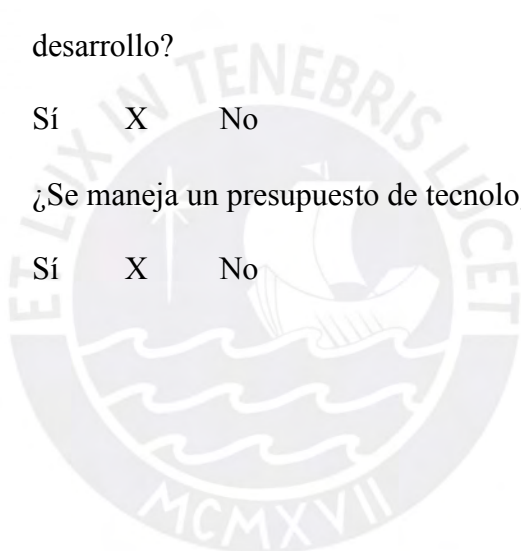 desarrollo?
Sí X No
¿Se maneja un presupuesto de tecnolo
Sí X No
ET LUX IN TENEBRIS LUCET
MCMXVII